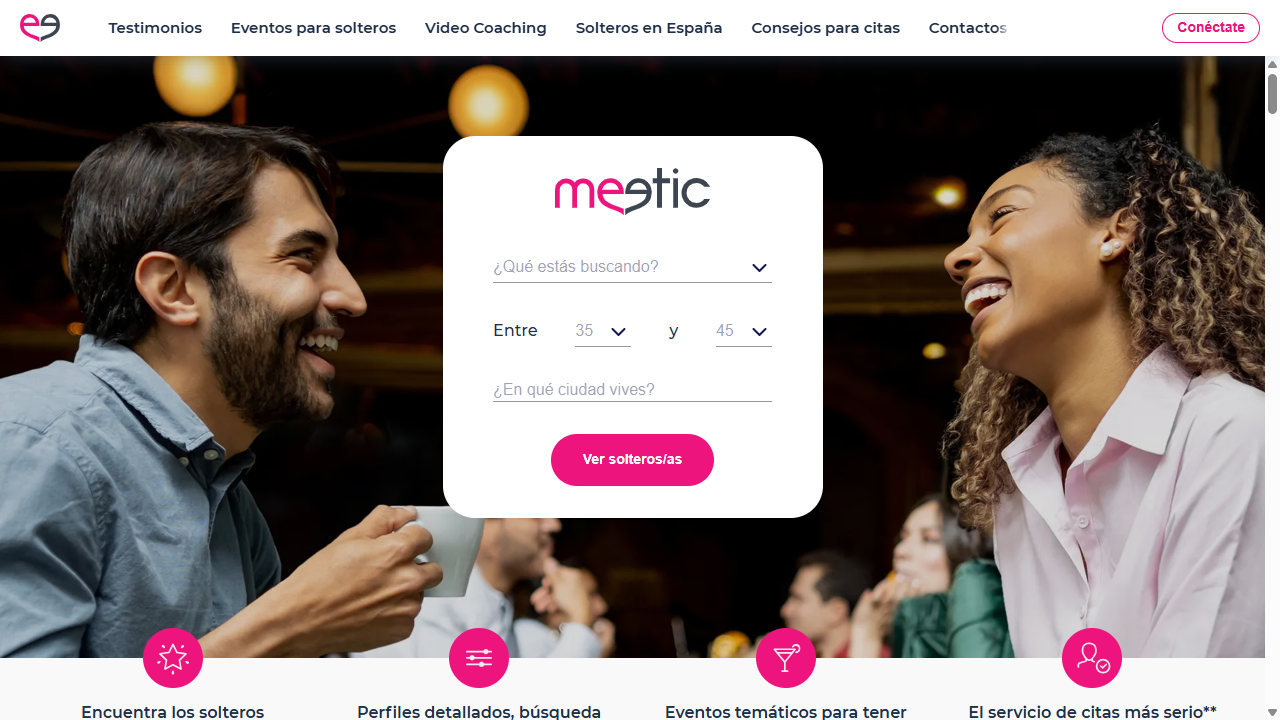 Testimonios
Eventos para solteros
Video Coaching
Solteros en España
Consejos para citas
Contactos
Conéctate
meetic
¿Qué estás buscando?
Entre 35 y 45
¿En qué ciudad vives?
Ver solteros/as
Encuentra los solteros
Perfiles detallados, búsqueda
Eventos temáticos para tener
El servicio de citas más serio**